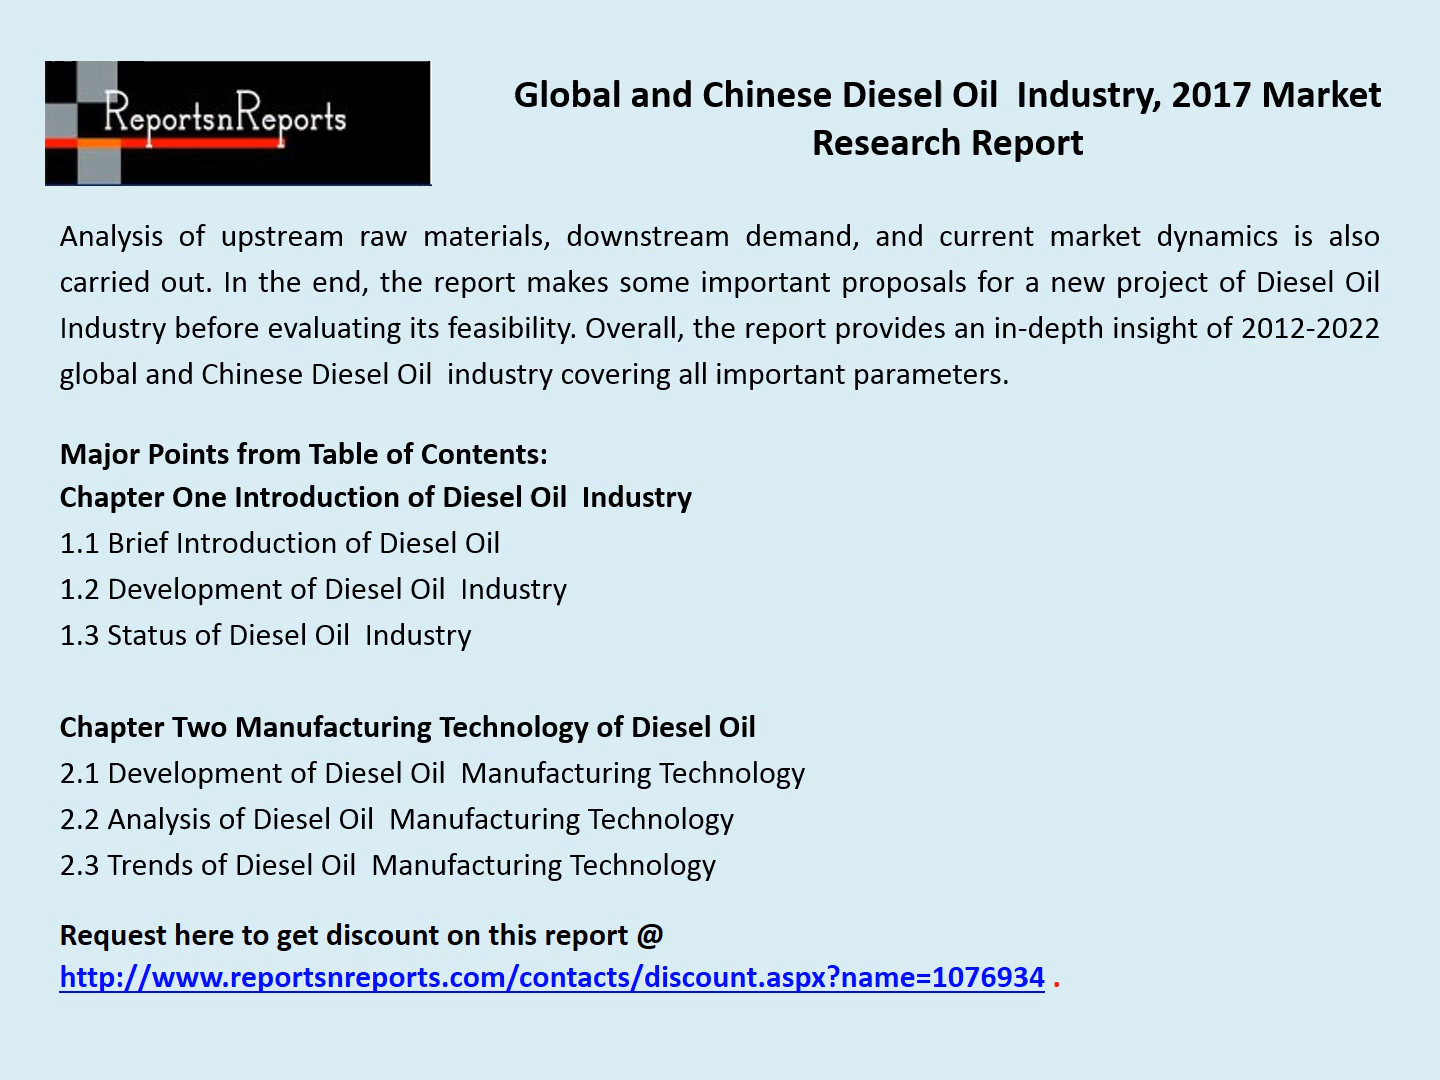 ReportsnReports
Global and Chinese Diesel Oil  Industry, 2017 Market
Research Report
Analysis of upstream raw materials, downstream demand, and current market dynamics is also
carried out. In the end, the report makes some important proposals for a new project of Diesel Oil
Industry before evaluating its feasibility. Overall, the report provides an in-depth insight of 2012-2022
global and Chinese Diesel Oil  industry covering all important parameters.
Major Points from Table of Contents:
Chapter One Introduction of Diesel Oil  Industry
1.1 Brief Introduction of Diesel Oil
1.2 Development of Diesel Oil  Industry
1.3 Status of Diesel Oil  Industry
Chapter Two Manufacturing Technology of Diesel Oil
2.1 Development of Diesel Oil  Manufacturing Technology
2.2 Analysis of Diesel Oil  Manufacturing Technology
2.3 Trends of Diesel Oil  Manufacturing Technology
Request here to get discount on this report @
http://www.reportsnreports.com/contacts/discount.aspx?name=1076934 .